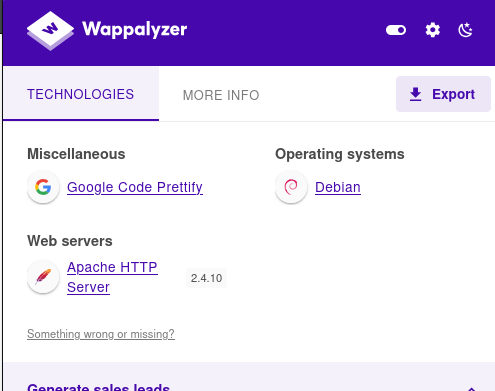 Wappalyzer
TECHNOLOGIES
MORE INFO
Export
Miscellaneous
Google Code Prettify
Operating systems
Debian
Web servers
Apache HTTP
Server
2.4.10
Something wrong or missing?
Generate sales leads